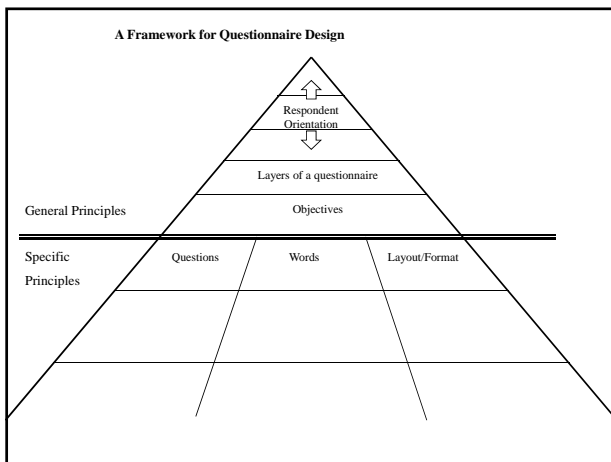 A Framework for Questionnaire Design
Respondent
Orientation
Layers of a questionnaire
General Principles
Objectives
Specific
Principles
Questions
Words
Layout/Format